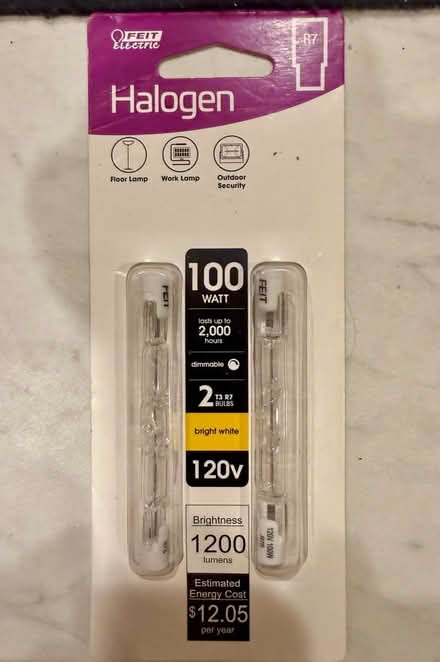 FEIT
electric
R7
Halogen
Floor Lamp
Work Lamp
Outdoor
Security
FEIT
FEIT
100
WATT
lasts up to
2,000
hours
dimmable
2 T3 R7
BULBS
bright white
120v
120V 100W
Brightness
1200
lumens
Estimated
Energy Cost
$12.05
per year